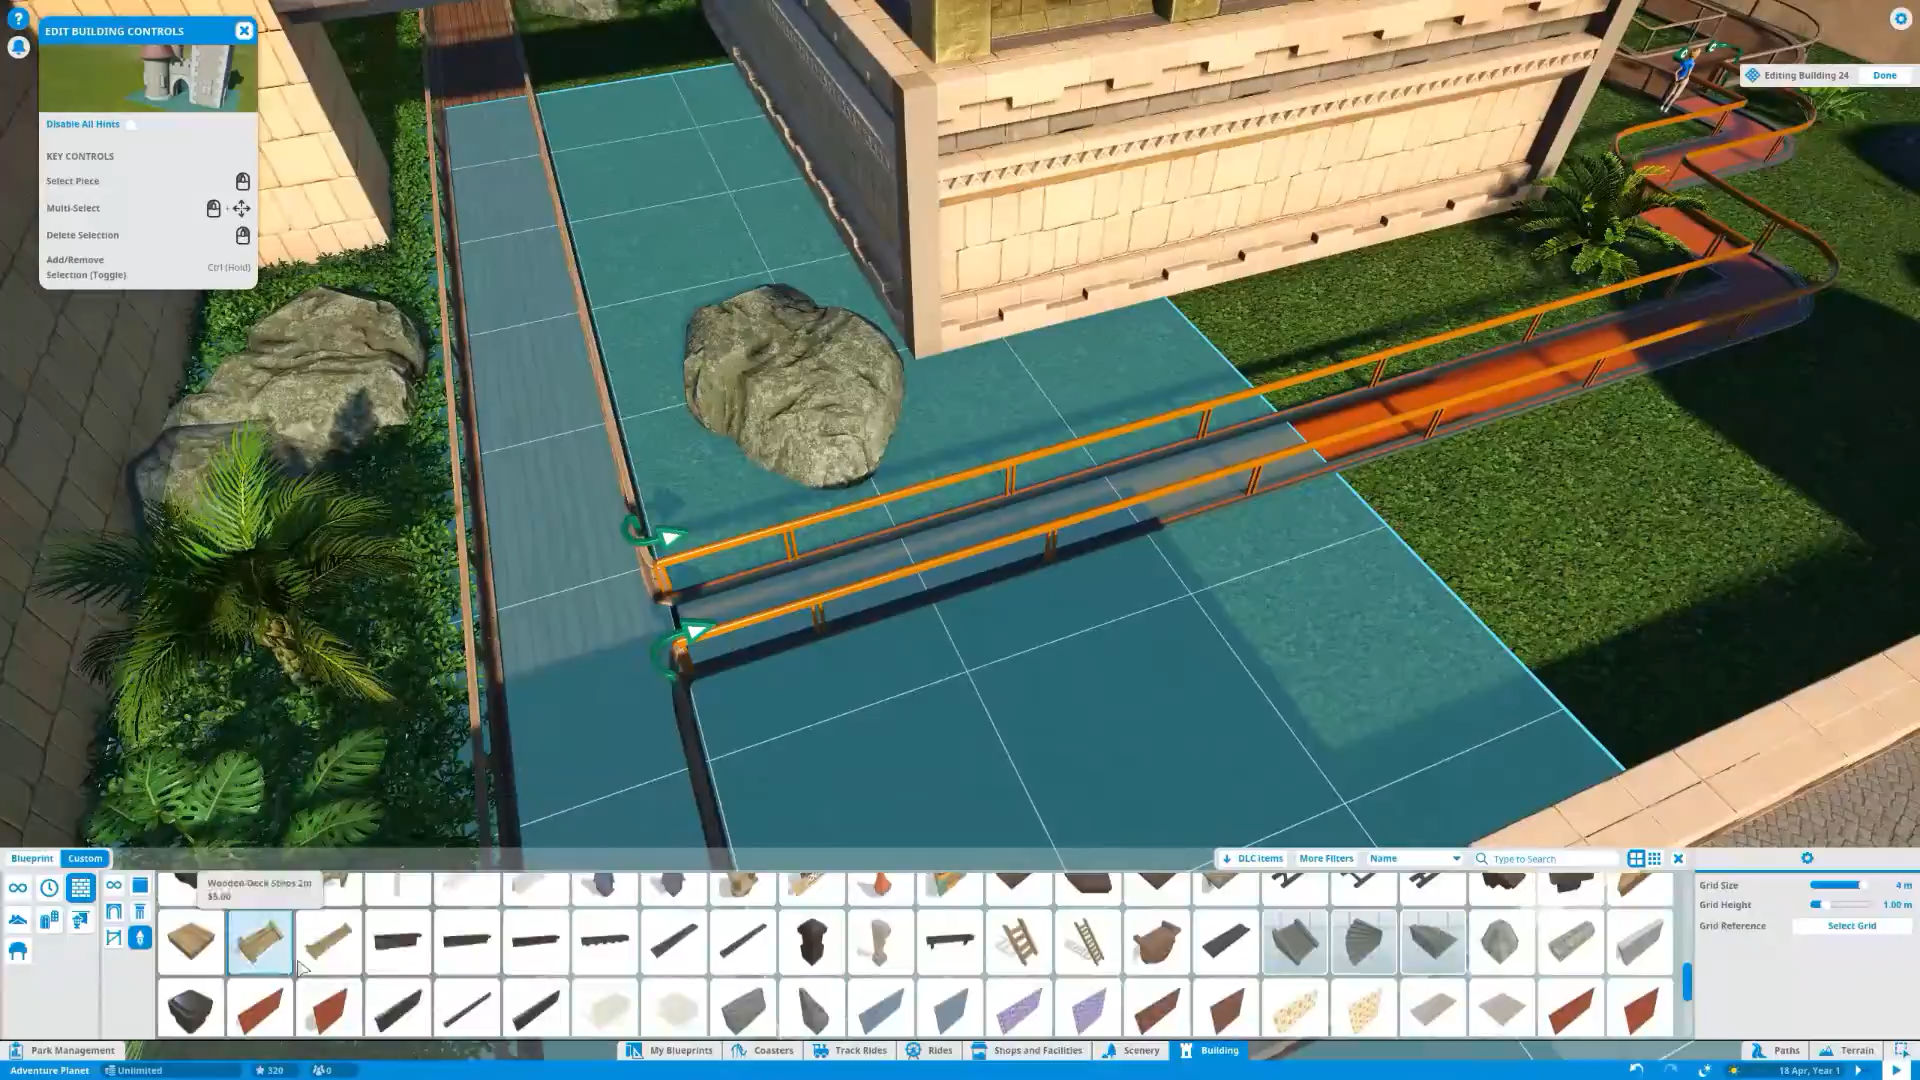 ?
EDIT BUILDING CONTROLS
Disable All Hints
KEY CONTROLS
Select Piece
Multi-Select
+
Delete Selection
Add/Remove
Selection (Toggle)
Ctrl (Hold)
Editing Building 24
Done
Blueprint
Custom
DLC Items
More Filters
Name
Type to Search
Wooden Deck Strips 2m
$5.00
Grid Size
4 m
Grid Height
1.00 m
Grid Reference
Select Grid
Park Management
My Blueprints
Coasters
Track Rides
Rides
Shops and Facilities
Scenery
Building
Paths
Terrain
Adventure Planet
Unlimited
320
0
18 Apr, Year 1